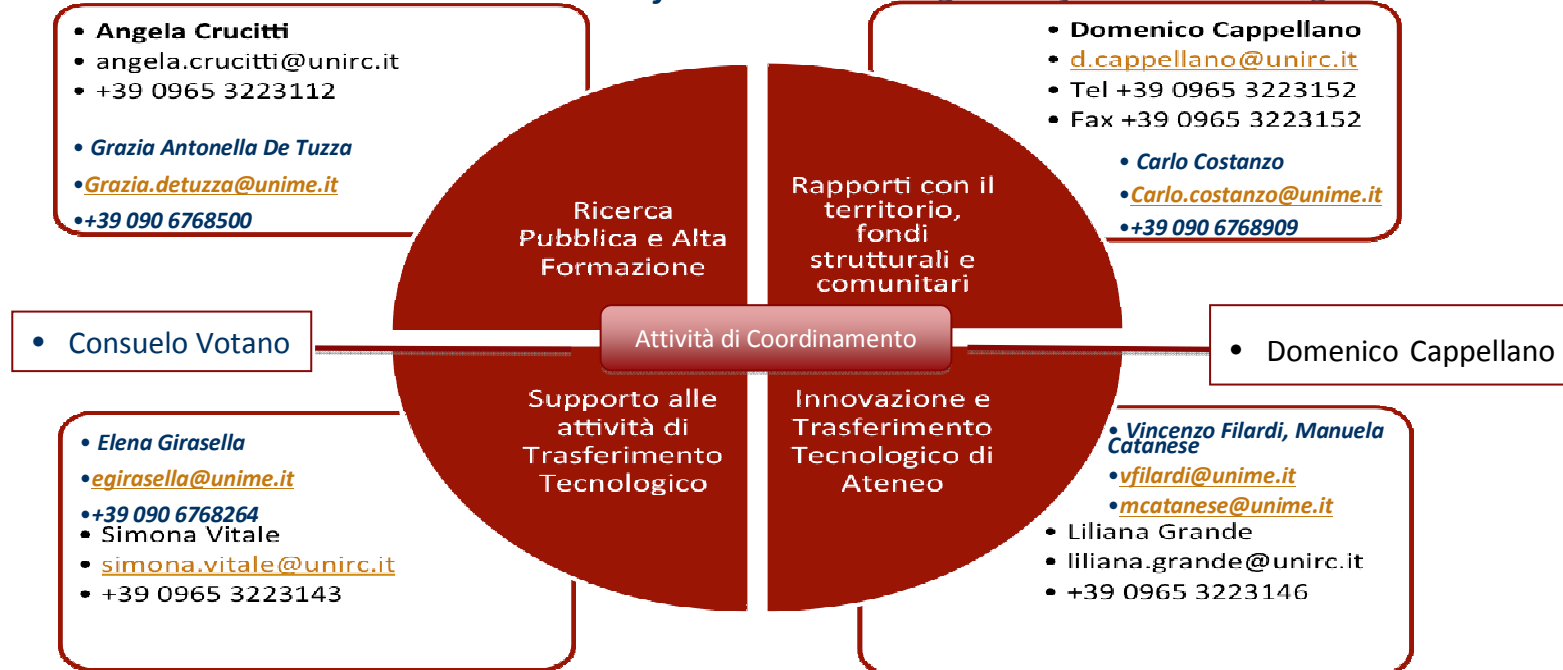 • Angela Crucitti
• angela.crucitti@unirc.it
• +39 0965 3223112
• Grazia Antonella De Tuzza
•Grazia.detuzza@unime.it
•+39 090 6768500
• Domenico Cappellano
• d.cappellano@unirc.it
• Tel +39 0965 3223152
• Fax +39 0965 3223152
• Carlo Costanzo
•Carlo.costanzo@unime.it
•+39 090 6768909
Ricerca
Pubblica e Alta
Formazione
Rapporti con il
territorio,
fondi
strutturali e
comunitari
• Consuelo Votano
Attività di Coordinamento
• Domenico Cappellano
Supporto alle
attività di
Trasferimento
Tecnologico
Innovazione e
Trasferimento
Tecnologico di
Ateneo
• Elena Girasella
•egirasella@unime.it
•+39 090 6768264
• Simona Vitale
• simona.vitale@unirc.it
• +39 0965 3223143
• Vincenzo Filardi, Manuela
Catanese
•vfilardi@unime.it
•mcatanese@unime.it
• Liliana Grande
• liliana.grande@unirc.it
• +39 0965 3223146